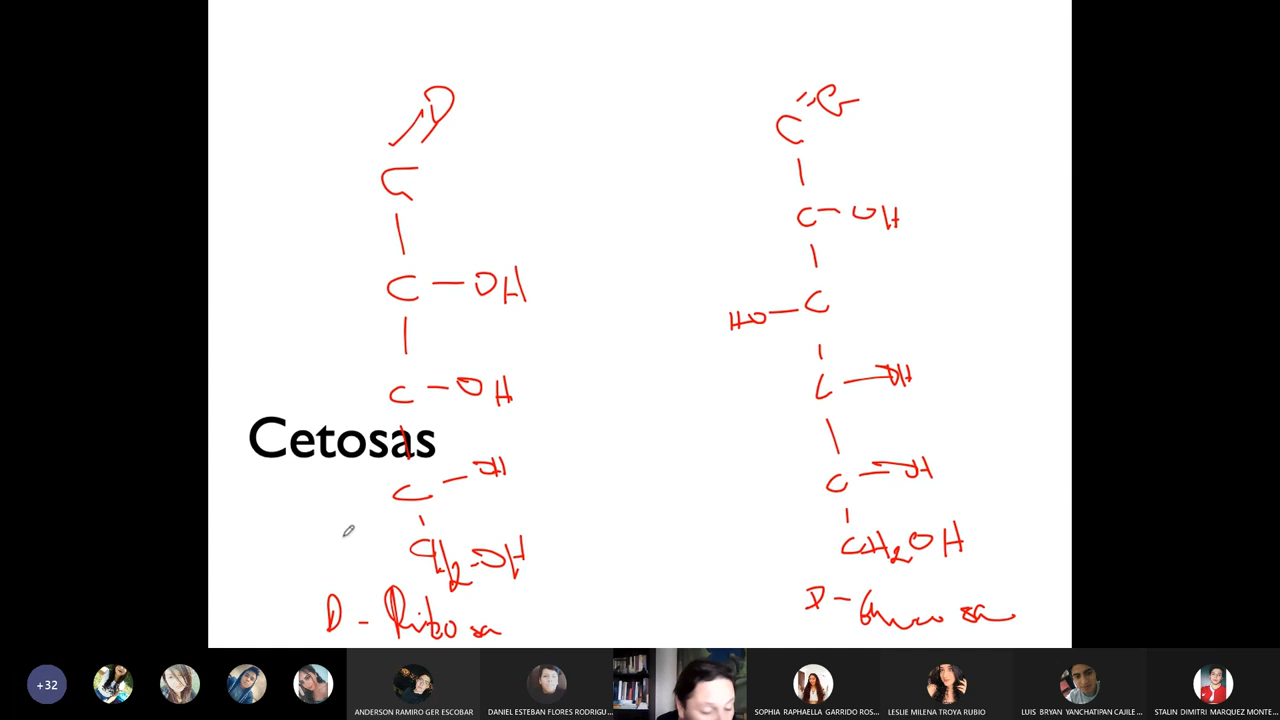 O
C
C - OH
C - OH
Cetosas
C - OH
CH2-OH
D - Ribosa
C
C - OH
HO - C
C - OH
C - OH
CH2OH
D - Glucosa
+32
ANDERSON RAMIRO GER ESCOBAR
DANIEL ESTEBAN FLORES RODRIGU...
SOPHIA RAPHAELLA GARRIDO ROS...
LESLIE MILENA TROYA RUBIO
LUIS BRYAN YANCHATIPAN CAJILE...
STALIN DIMITRI MARQUEZ MONTE...